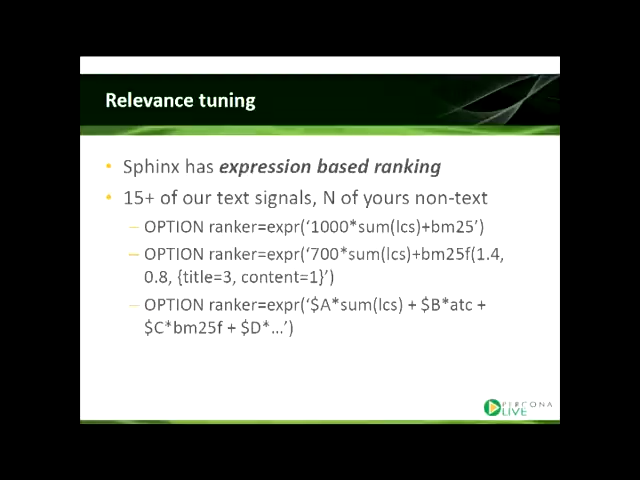 Relevance tuning
• Sphinx has expression based ranking
• 15+ of our text signals, N of yours non-text
– OPTION ranker=expr(‘1000*sum(lcs)+bm25’)
– OPTION ranker=expr(‘700*sum(lcs)+bm25f(1.4,
0.8, {title=3, content=1}’)
– OPTION ranker=expr(‘$A*sum(lcs) + $B*atc +
$C*bm25f + $D*…’)
PERCONA
LIVE